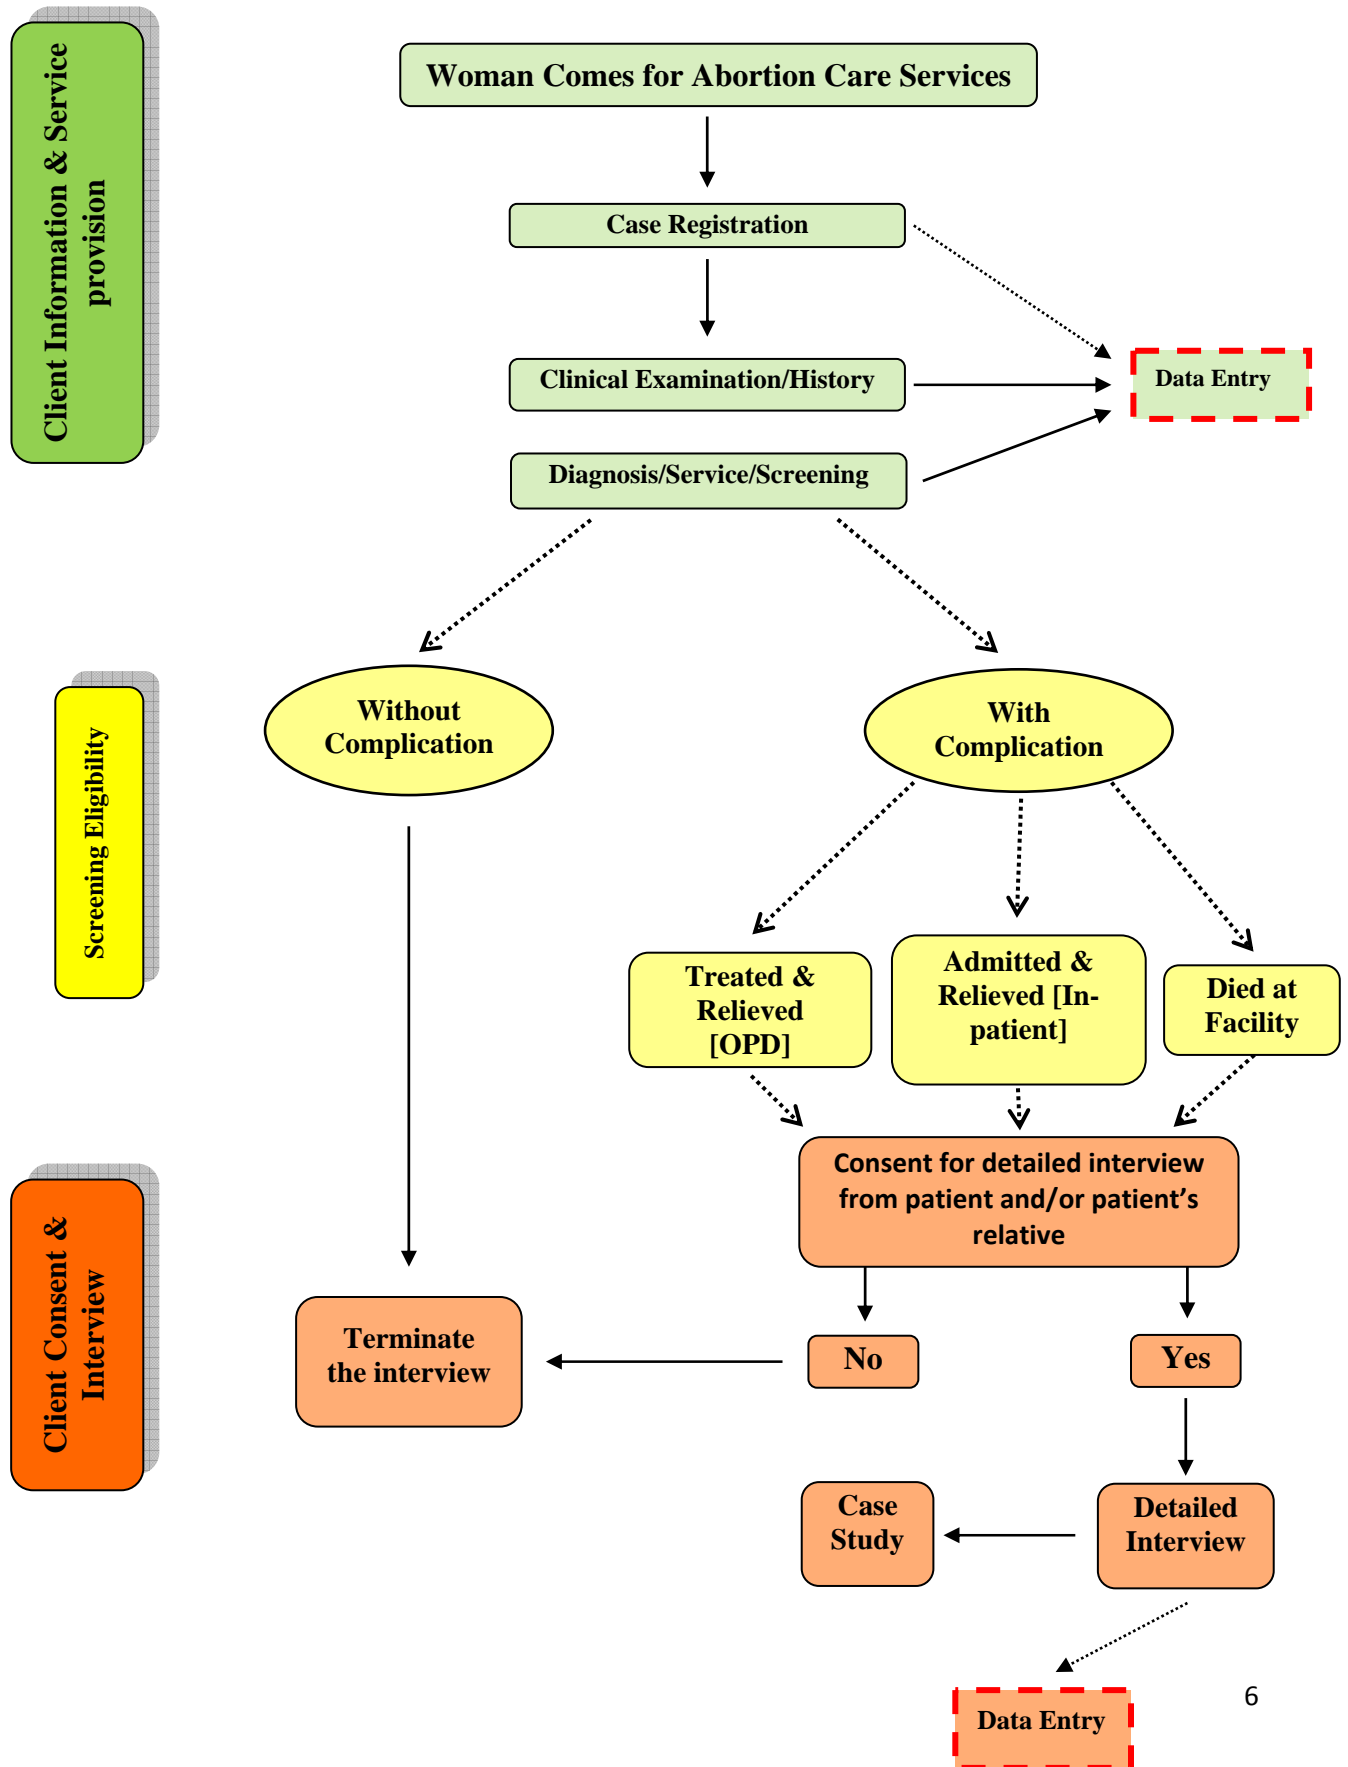 Client Information & Service
provision
Woman Comes for Abortion Care Services
Case Registration
Clinical Examination/History
Data Entry
Diagnosis/Service/Screening
Screening Eligibility
Without
Complication
With
Complication
Treated &
Relieved
[OPD]
Admitted &
Relieved [In-
patient]
Died at
Facility
Client Consent &
Interview
Consent for detailed interview
from patient and/or patient’s
relative
Terminate
the interview
No
Yes
Case
Study
Detailed
Interview
Data Entry
6